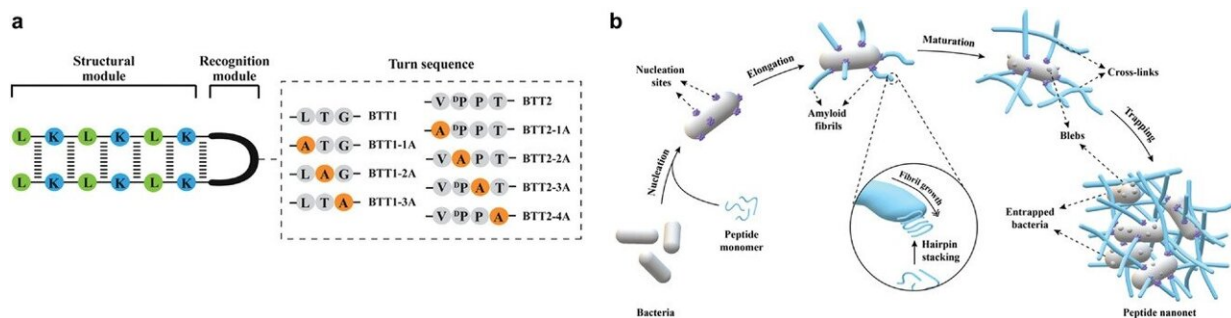 a
Structural
module
Recognition
module
Turn sequence
L K L K L K
L K L K L K
L T G BTT1
A T G BTT1-1A
L A G BTT1-2A
L T A BTT1-3A
V DP P T BTT2
A DP P T BTT2-1A
V A P T BTT2-2A
V DP A T BTT2-3A
V DP P A BTT2-4A
b
Bacteria
Nucleation
Peptide
monomer
Nucleation
sites
Elongation
Amyloid
fibrils
Fibril growth
Hairpin
stacking
Maturation
Cross-links
Blebs
Trapping
Entrapped
bacteria
Peptide nanonet